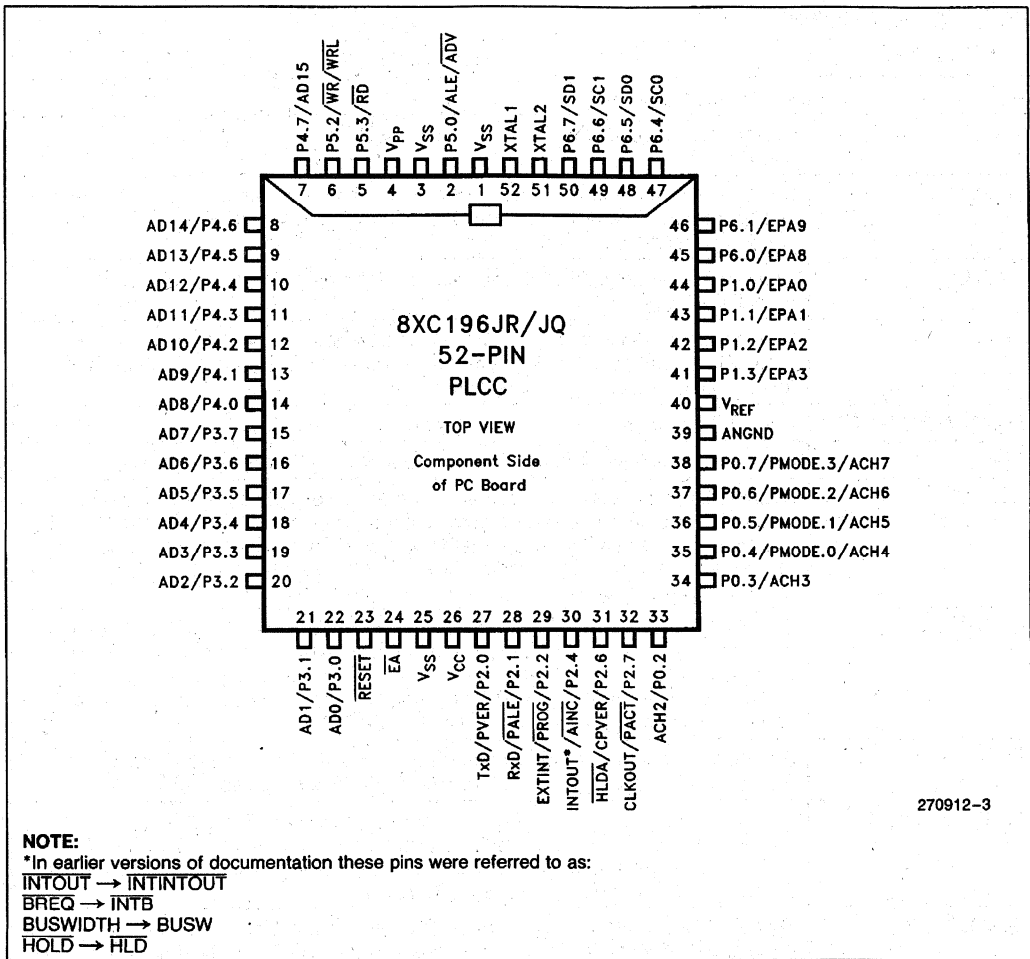 P4.7/AD15
P5.2/WR/WRL
P5.3/RD
VPP
VSS
P5.0/ALE/ADV
VSS
XTAL1
XTAL2
P6.7/SD1
P6.6/SC1
P6.5/SD0
P6.4/SC0
7 6 5 4 3 2 1 52 51 50 49 48 47
AD14/P4.6 8
AD13/P4.5 9
AD12/P4.4 10
AD11/P4.3 11
AD10/P4.2 12
AD9/P4.1 13
AD8/P4.0 14
AD7/P3.7 15
AD6/P3.6 16
AD5/P3.5 17
AD4/P3.4 18
AD3/P3.3 19
AD2/P3.2 20
8XC196JR/JQ
52-PIN
PLCC
TOP VIEW
Component Side
of PC Board
46 P6.1/EPA9
45 P6.0/EPA8
44 P1.0/EPA0
43 P1.1/EPA1
42 P1.2/EPA2
41 P1.3/EPA3
40 VREF
39 ANGND
38 P0.7/PMODE.3/ACH7
37 P0.6/PMODE.2/ACH6
36 P0.5/PMODE.1/ACH5
35 P0.4/PMODE.0/ACH4
34 P0.3/ACH3
21 22 23 24 25 26 27 28 29 30 31 32 33
AD1/P3.1
AD0/P3.0
RESET
EA
VSS
VCC
TxD/PVER/P2.0
RxD/PALE/P2.1
EXTINT/PROG/P2.2
INTOUT*/AINC/P2.4
HLDA/CPVER/P2.6
CLKOUT/PACT/P2.7
ACH2/P0.2
270912-3
NOTE:
*In earlier versions of documentation these pins were referred to as:
INTOUT → INTINTOUT
BREQ → INTB
BUSWIDTH → BUSW
HOLD → HLD